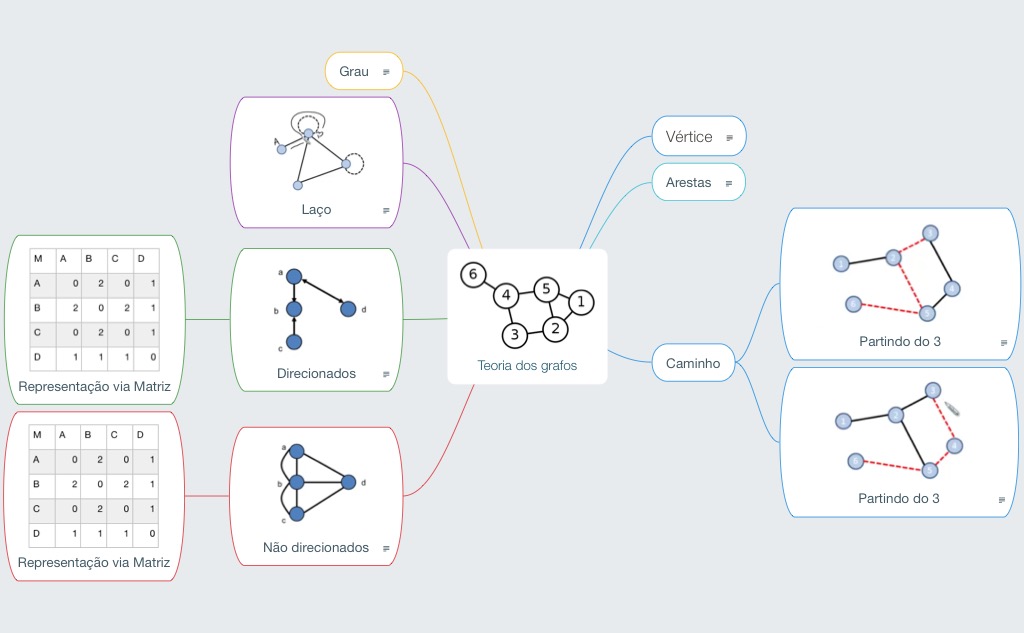 Grau
A
Laço
M A B C D
A 0 2 0 1
B 2 0 2 1
C 0 2 0 1
D 1 1 1 0
Representação via Matriz
a
b
d
c
Direcionados
M A B C D
A 0 2 0 1
B 2 0 2 1
C 0 2 0 1
D 1 1 1 0
Representação via Matriz
a
b
d
c
Não direcionados
6
4
5
1
3
2
Teoria dos grafos
Vértice
Arestas
Caminho
Partindo do 3
Partindo do 3